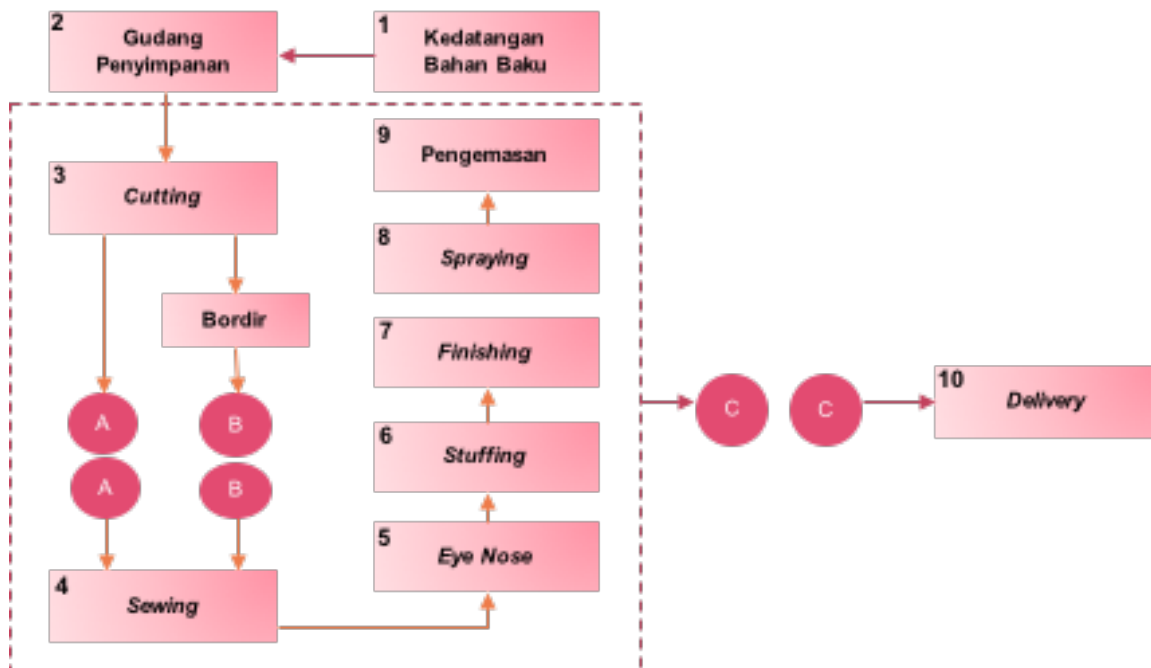 1
Kedatangan
Bahan Baku
2
Gudang
Penyimpanan
3
Cutting
Bordir
A
B
A
B
4
Sewing
5
Eye Nose
6
Stuffing
7
Finishing
8
Spraying
9
Pengemasan
C
C
10
Delivery